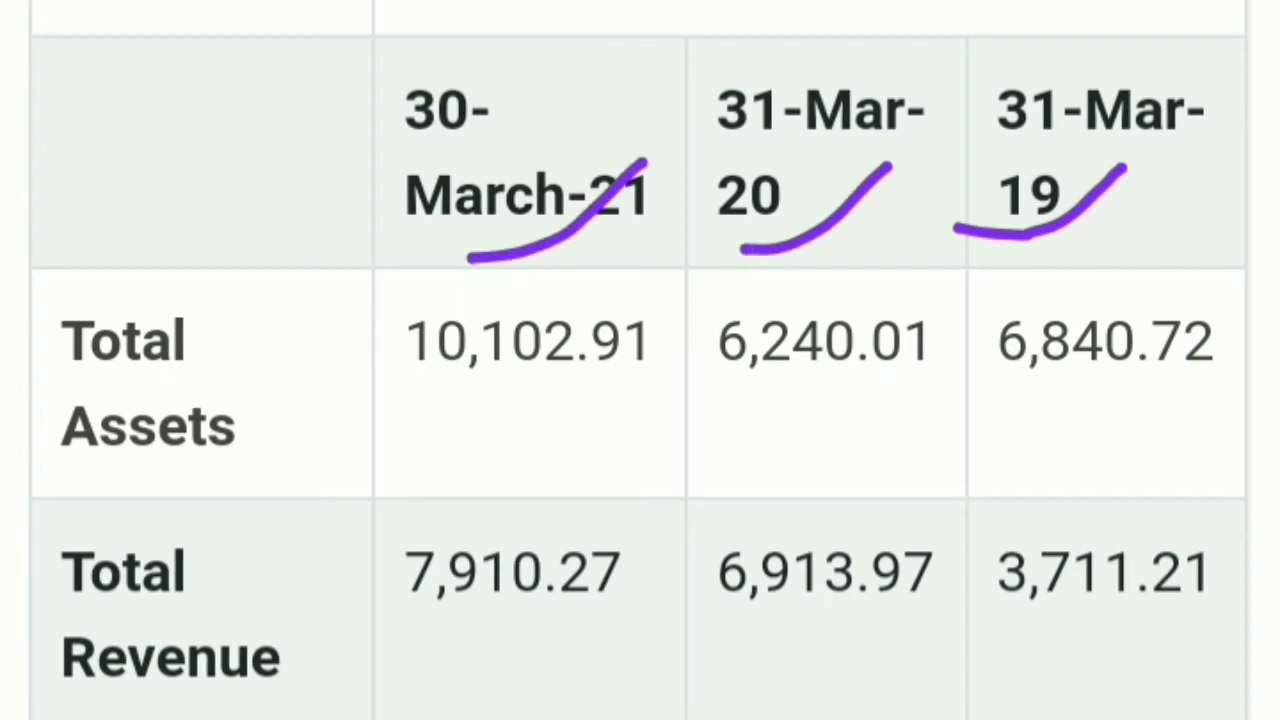 30-
March-21
31-Mar-
20
31-Mar-
19
Total
Assets
10,102.91
6,240.01
6,840.72
Total
Revenue
7,910.27
6,913.97
3,711.21